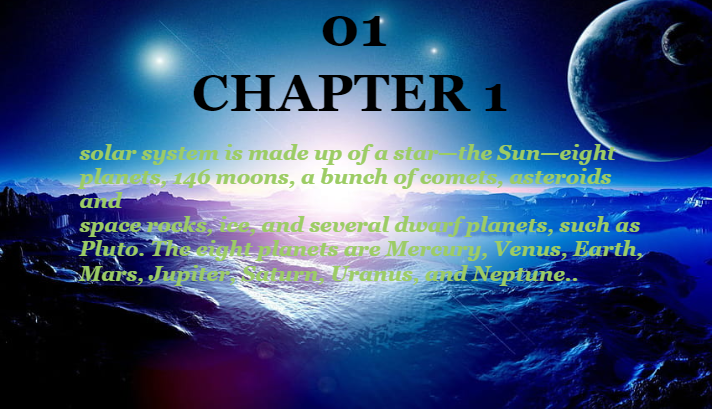 01
CHAPTER 1
solar system is made up of a star—the Sun—eight
planets, 146 moons, a bunch of comets, asteroids
and
space rocks, ice, and several dwarf planets, such as
Pluto. The eight planets are Mercury, Venus, Earth,
Mars, Jupiter, Saturn, Uranus, and Neptune..